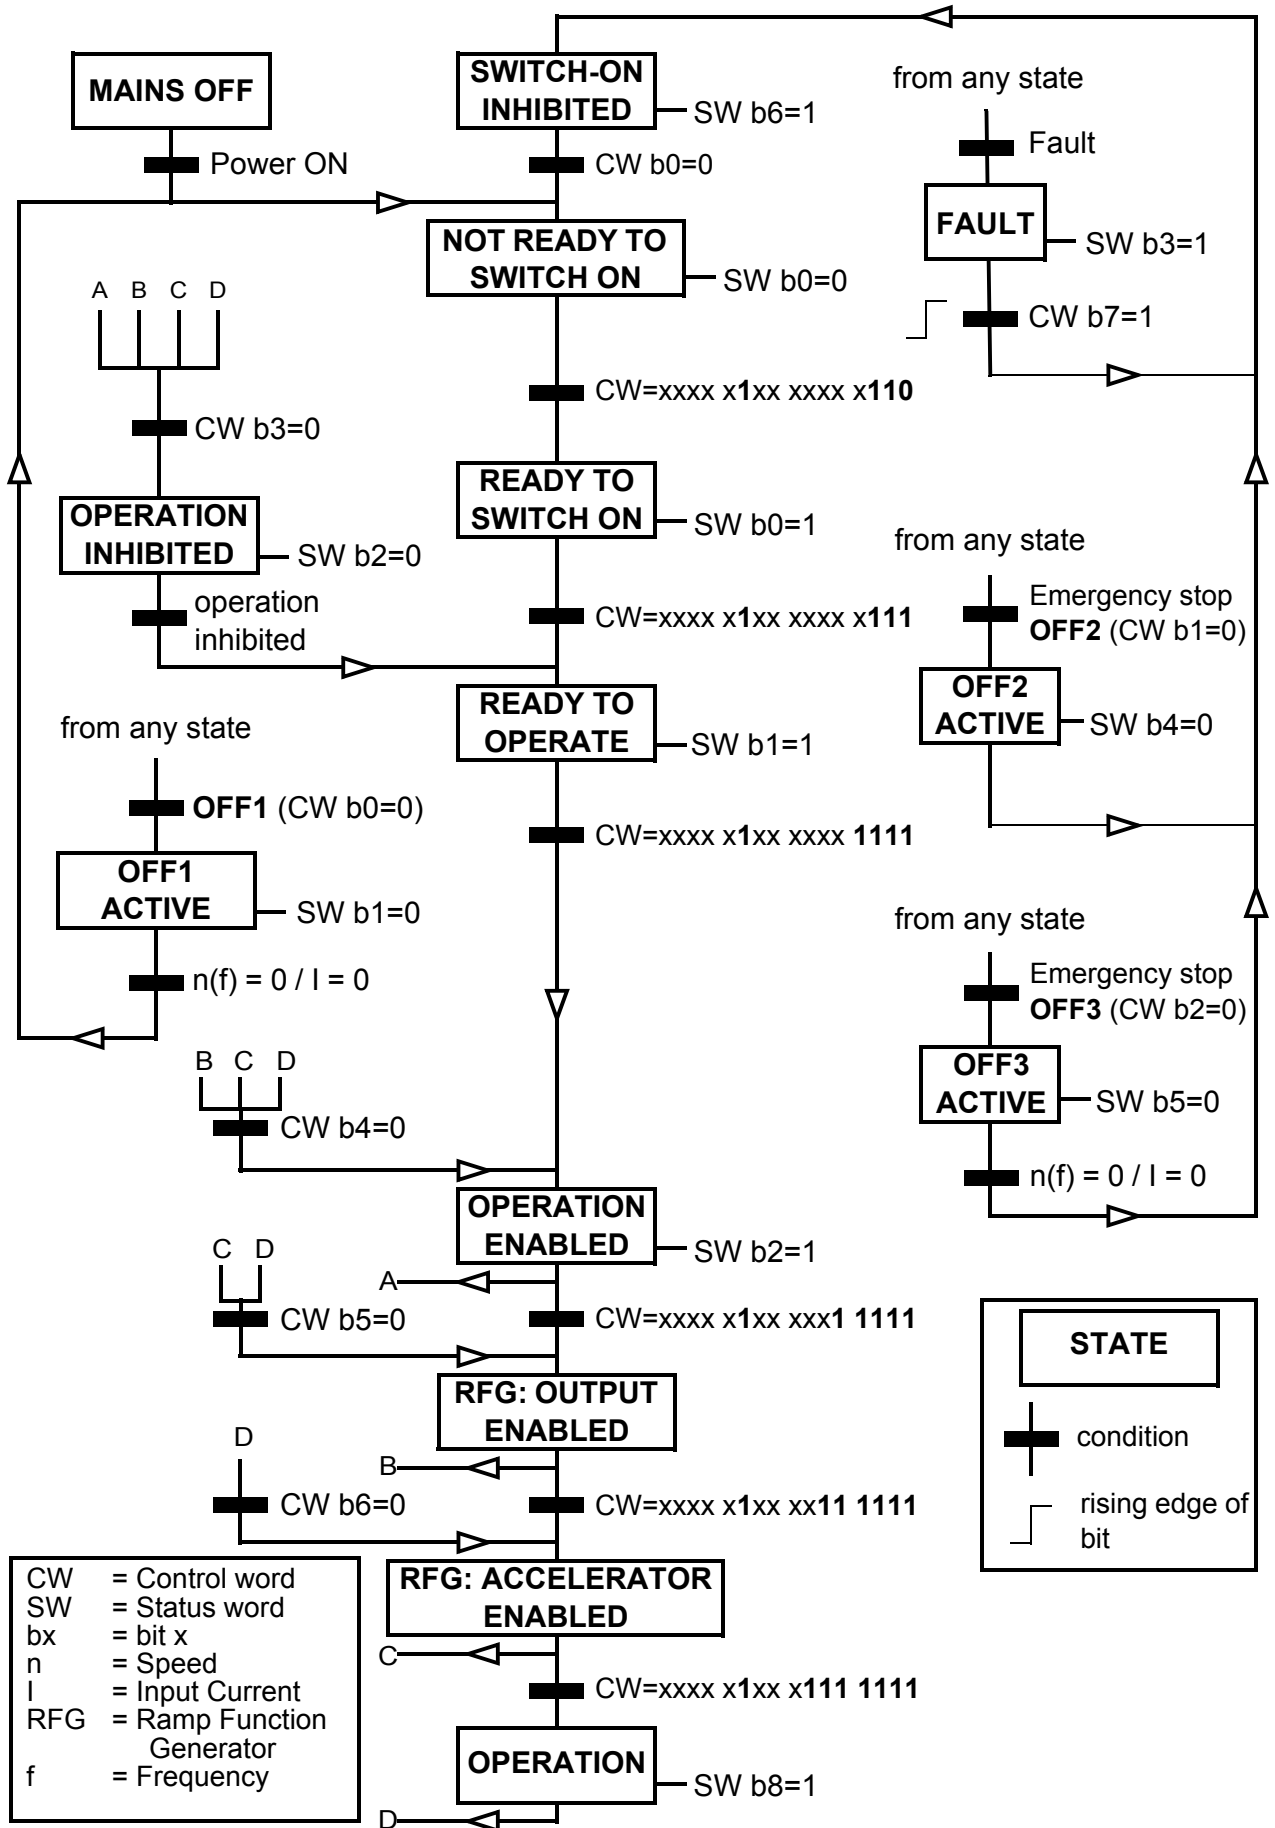 MAINS OFF
Power ON
SWITCH-ON
INHIBITED
SW b6=1
CW b0=0
from any state
Fault
FAULT
SW b3=1
CW b7=1
NOT READY TO
SWITCH ON
SW b0=0
A B C D
CW b3=0
CW=xxxx x1xx xxxx x110
OPERATION
INHIBITED
SW b2=0
operation
inhibited
READY TO
SWITCH ON
SW b0=1
CW=xxxx x1xx xxxx x111
from any state
Emergency stop
OFF2 (CW b1=0)
OFF2
ACTIVE
SW b4=0
READY TO
OPERATE
SW b1=1
CW=xxxx x1xx xxxx 1111
from any state
OFF1 (CW b0=0)
OFF1
ACTIVE
SW b1=0
n(f) = 0 / I = 0
from any state
Emergency stop
OFF3 (CW b2=0)
OFF3
ACTIVE
SW b5=0
n(f) = 0 / I = 0
B C D
CW b4=0
OPERATION
ENABLED
SW b2=1
A
C D
CW b5=0
CW=xxxx x1xx xxx1 1111
RFG: OUTPUT
ENABLED
B
D
CW b6=0
CW=xxxx x1xx xx11 1111
RFG: ACCELERATOR
ENABLED
C
CW=xxxx x1xx x111 1111
OPERATION
SW b8=1
D
STATE
condition
rising edge of
bit
CW = Control word
SW = Status word
bx = bit x
n = Speed
I = Input Current
RFG = Ramp Function
Generator
f = Frequency